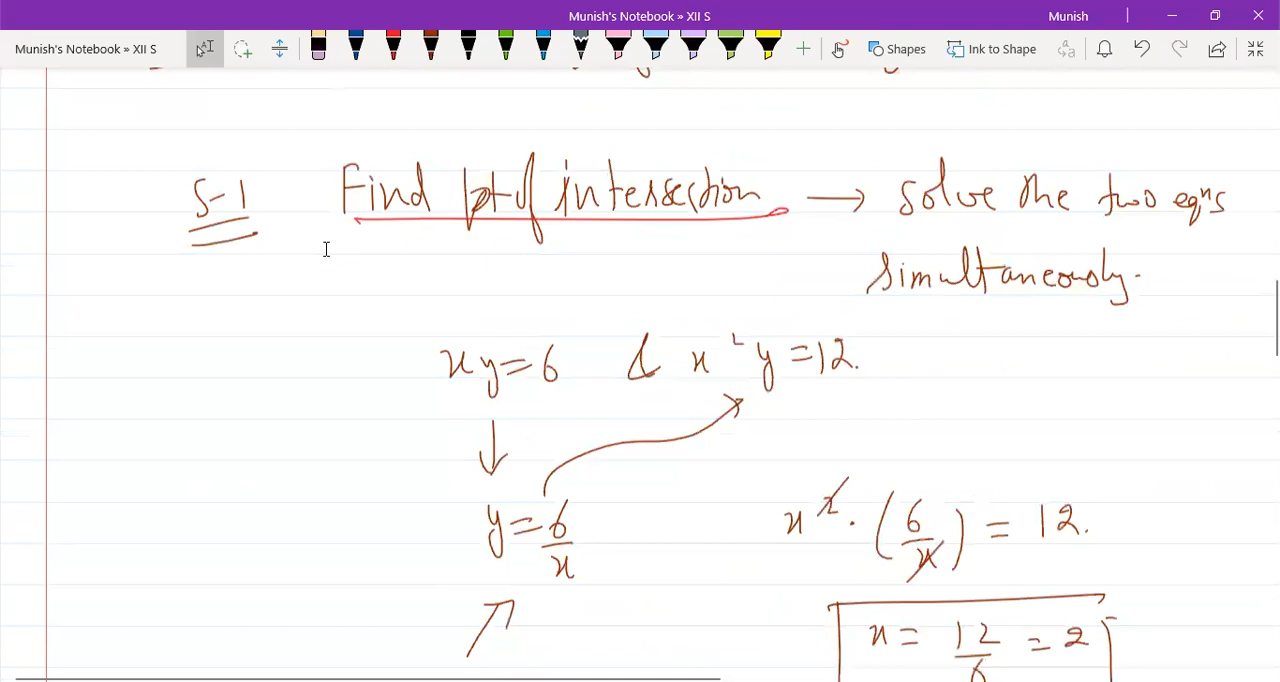 Munish's Notebook » XII S
Munish
Munish's Notebook » XII S
Shapes
Ink to Shape
S-1 Find pt of intersection → solve the two eqns
simultaneously.
xy=6 & x²y=12.
y=6/x
x²·(6/x)=12.
x=12/6=2